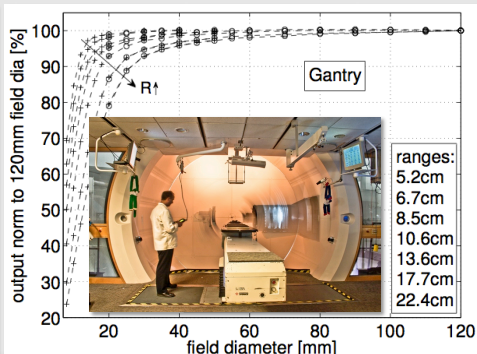 output norm to 120mm field dia [%]
100
90
80
70
60
50
40
30
20
R↑
Gantry
ranges:
5.2cm
6.7cm
8.5cm
10.6cm
13.6cm
17.7cm
22.4cm
20 40 60 80 100 120
field diameter [mm]